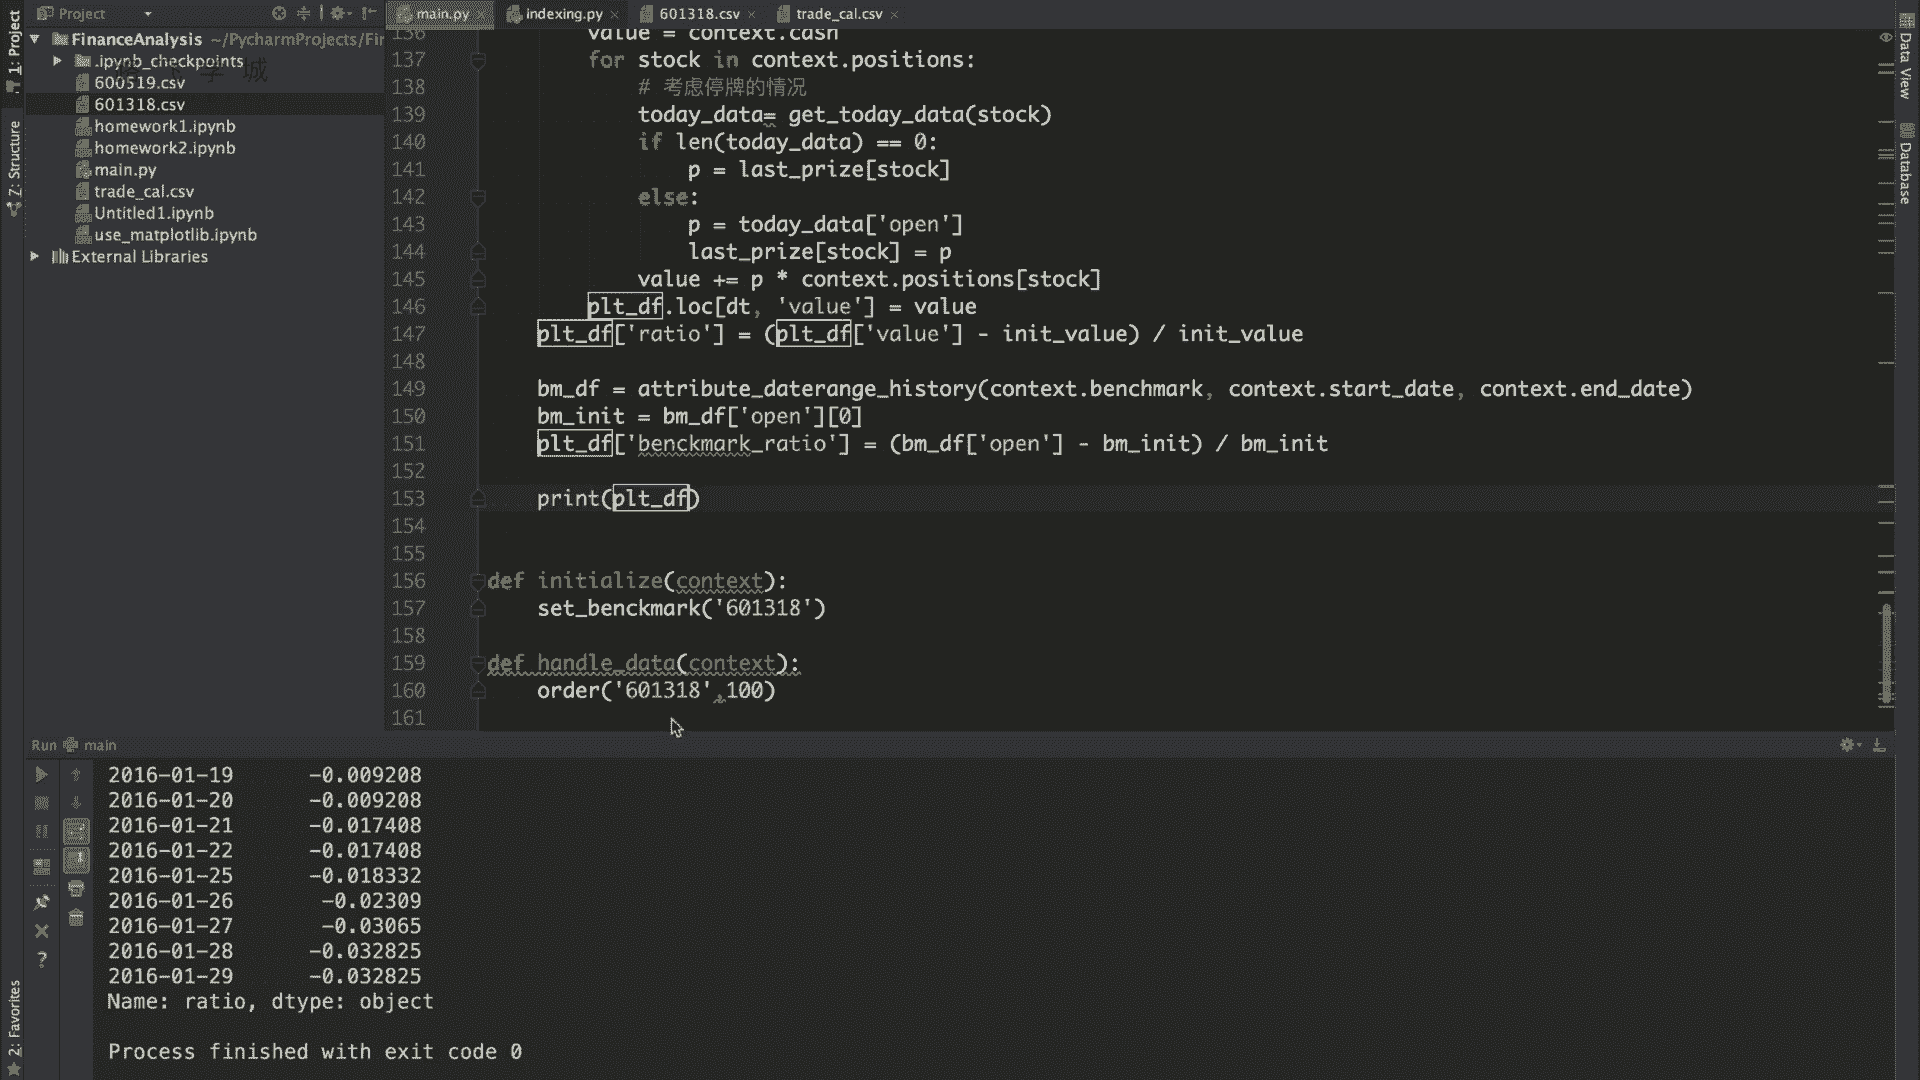 Project
main.py
indexing.py
601318.csv
trade_cal.csv
1: Project
Z: Structure
2: Favorites
Data View
Database
FinanceAnalysis ~/PycharmProjects/Fir
.ipynb_checkpoints
学城
600519.csv
601318.csv
homework1.ipynb
homework2.ipynb
main.py
trade_cal.csv
Untitled1.ipynb
use_matplotlib.ipynb
External Libraries
136 value = context.cash
137 for stock in context.positions:
138 # 考虑停牌的情况
139 today_data= get_today_data(stock)
140 if len(today_data) == 0:
141 p = last_prize[stock]
142 else:
143 p = today_data['open']
144 last_prize[stock] = p
145 value += p * context.positions[stock]
146 plt_df.loc[dt, 'value'] = value
147 plt_df['ratio'] = (plt_df['value'] - init_value) / init_value
148
149 bm_df = attribute_daterange_history(context.benchmark, context.start_date, context.end_date)
150 bm_init = bm_df['open'][0]
151 plt_df['benckmark_ratio'] = (bm_df['open'] - bm_init) / bm_init
152
153 print(plt_df)
154
155
156 def initialize(context):
157 set_benckmark('601318')
158
159 def handle_data(context):
160 order('601318',100)
161
Run main
2016-01-19 -0.009208
2016-01-20 -0.009208
2016-01-21 -0.017408
2016-01-22 -0.017408
2016-01-25 -0.018332
2016-01-26 -0.02309
2016-01-27 -0.03065
2016-01-28 -0.032825
2016-01-29 -0.032825
Name: ratio, dtype: object
Process finished with exit code 0